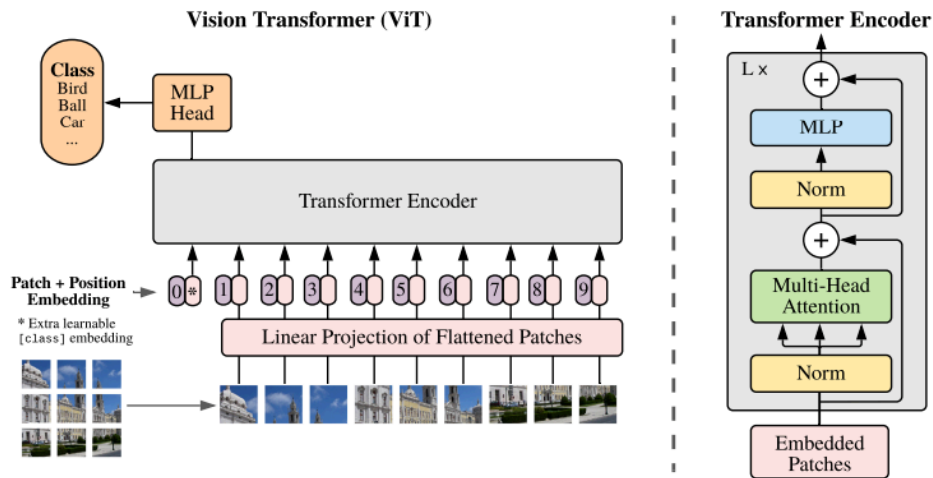 Vision Transformer (ViT)
Class
Bird
Ball
Car
...
MLP
Head
Transformer Encoder
Patch + Position
Embedding
0 * 1 2 3 4 5 6 7 8 9
* Extra learnable
[class] embedding
Linear Projection of Flattened Patches
Transformer Encoder
L ×
+
MLP
Norm
+
Multi-Head
Attention
Norm
Embedded
Patches